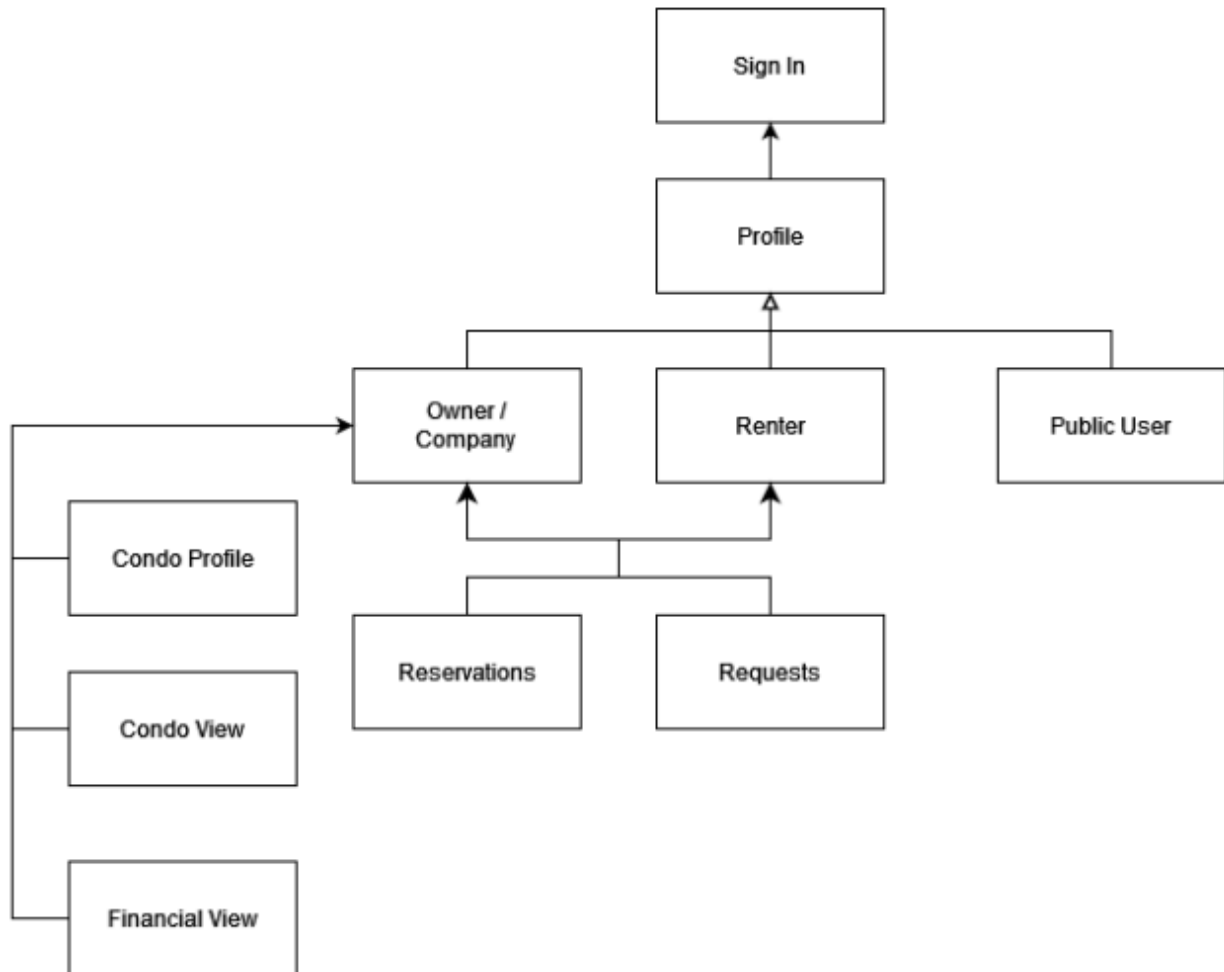 Sign In
Profile
Owner /
Company
Renter
Public User
Condo Profile
Reservations
Requests
Condo View
Financial View